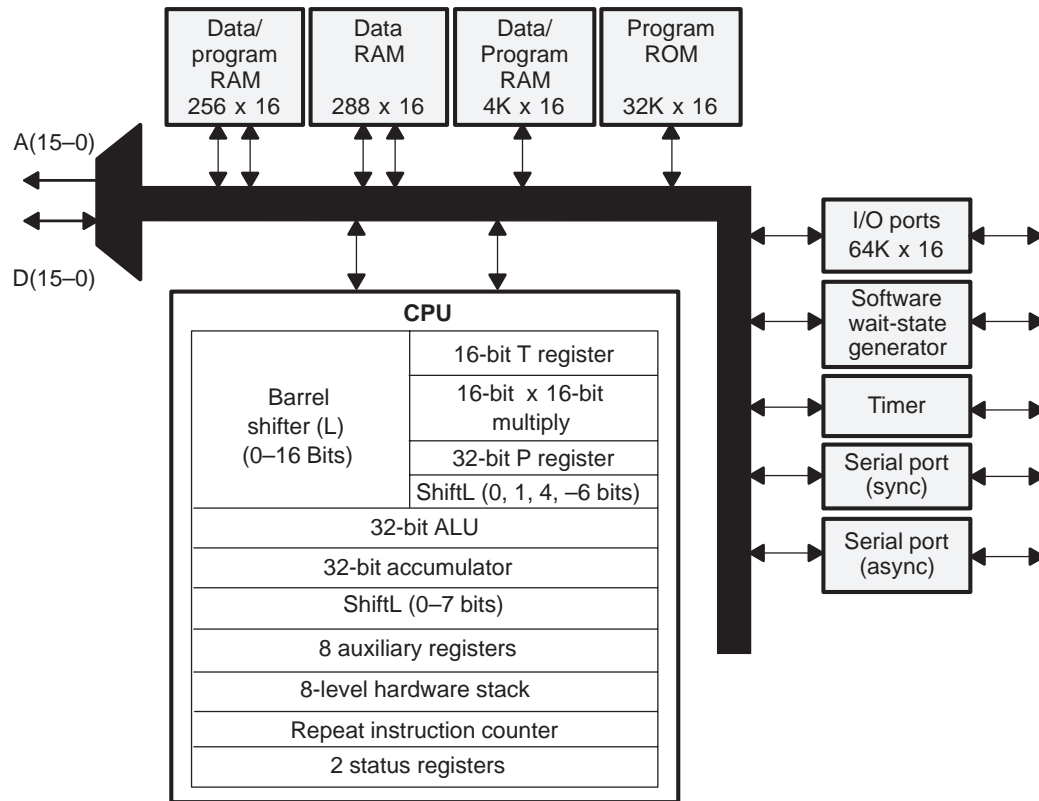 Data/
program
RAM
256 x 16
Data
RAM
288 x 16
Data/
Program
RAM
4K x 16
Program
ROM
32K x 16
A(15–0)
D(15–0)
I/O ports
64K x 16
Software
wait-state
generator
Timer
Serial port
(sync)
Serial port
(async)
CPU
Barrel
shifter (L)
(0–16 Bits)
16-bit T register
16-bit x 16-bit
multiply
32-bit P register
ShiftL (0, 1, 4, –6 bits)
32-bit ALU
32-bit accumulator
ShiftL (0–7 bits)
8 auxiliary registers
8-level hardware stack
Repeat instruction counter
2 status registers